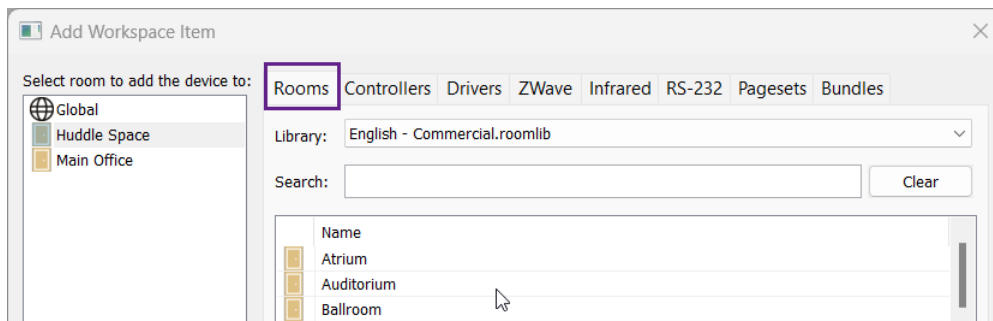 Add Workspace Item
Select room to add the device to:
Global
Huddle Space
Main Office
Rooms Controllers Drivers ZWave Infrared RS-232 Pagesets Bundles
Library: English - Commercial.roomlib
Search: Clear
Name
Atrium
Auditorium
Ballroom